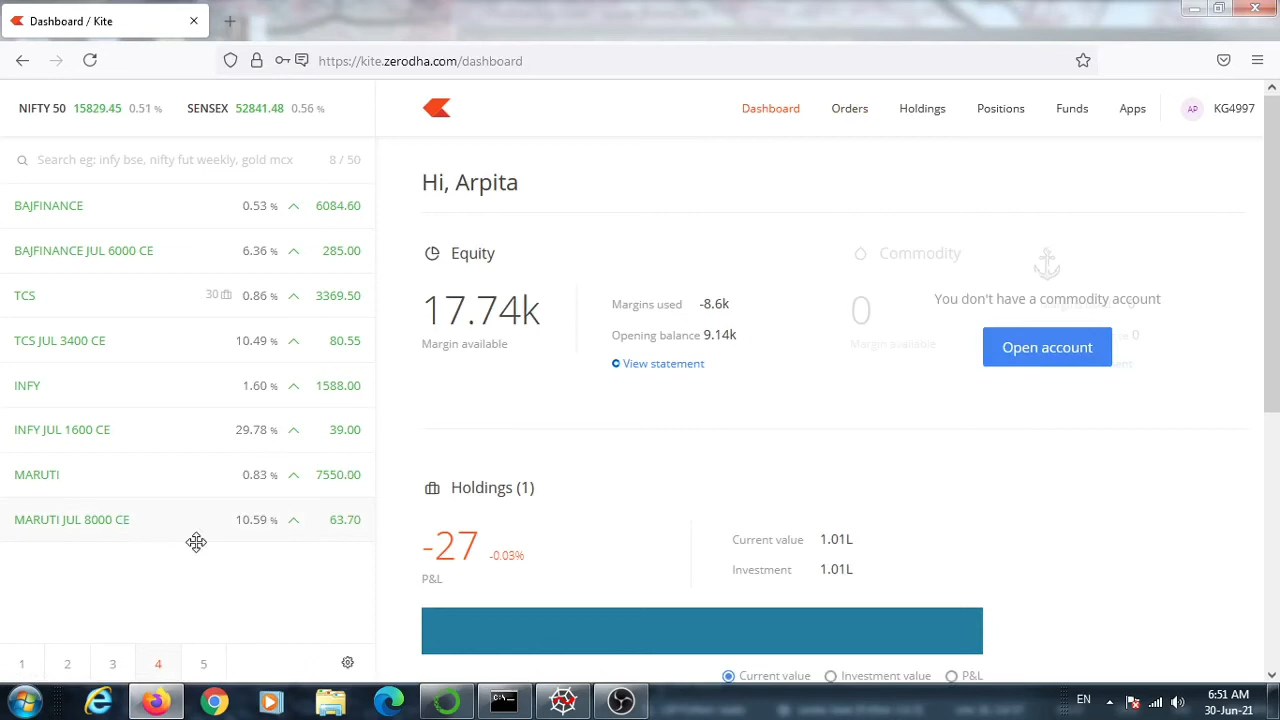 Dashboard / Kite
https://kite.zerodha.com/dashboard
NIFTY 50 15829.45 0.51 % SENSEX 52841.48 0.56 %
Dashboard Orders Holdings Positions Funds Apps AP KG4997
Search eg: infy bse, nifty fut weekly, gold mcx 8 / 50
BAJFINANCE 0.53 % 6084.60
BAJFINANCE JUL 6000 CE 6.36 % 285.00
TCS 30 0.86 % 3369.50
TCS JUL 3400 CE 10.49 % 80.55
INFY 1.60 % 1588.00
INFY JUL 1600 CE 29.78 % 39.00
MARUTI 0.83 % 7550.00
MARUTI JUL 8000 CE 10.59 % 63.70
1 2 3 4 5
Hi, Arpita
Equity
17.74k
Margin available
Margins used -8.6k
Opening balance 9.14k
View statement
Commodity
0
Margin available
You don't have a commodity account
Open account
Holdings (1)
-27 -0.03%
P&L
Current value 1.01L
Investment 1.01L
Current value Investment value P&L
EN
6:51 AM
30-Jun-21